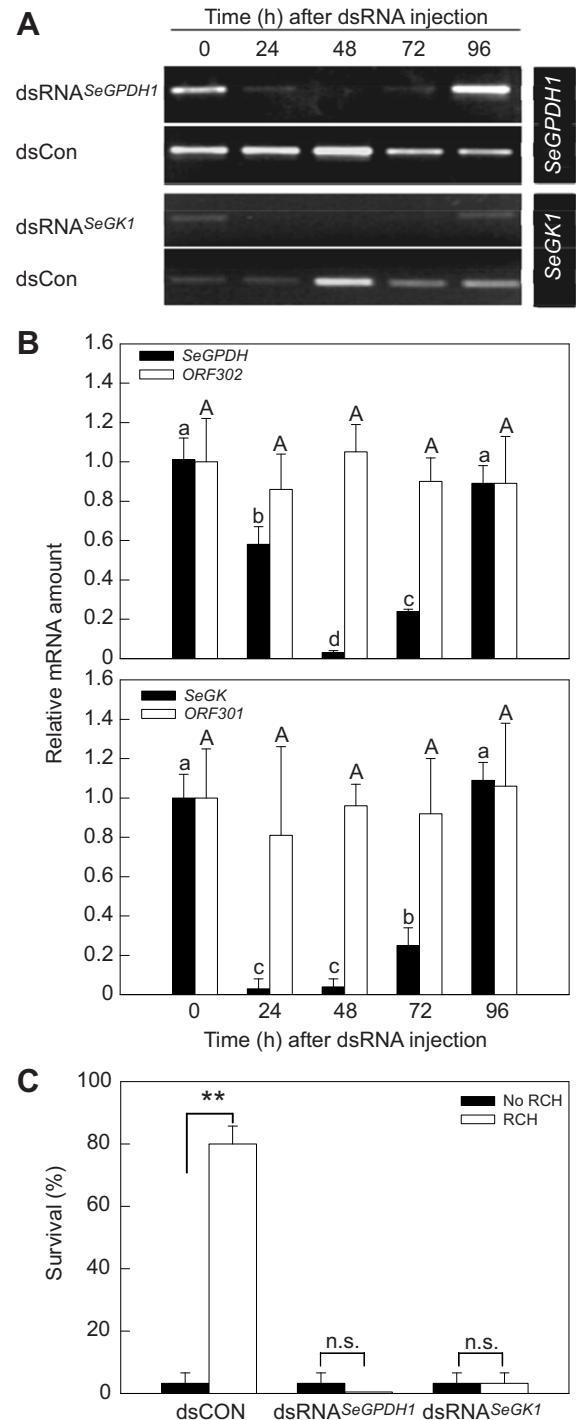 A
Time (h) after dsRNA injection
0 24 48 72 96
dsRNA SeGPDH1
dsCon
SeGPDH1
dsRNA SeGK1
dsCon
SeGK1
B
Relative mRNA amount
1.6
1.4
1.2
1.0
0.8
0.6
0.4
0.2
0
SeGPDH
ORF302
a A b A d A c A a A
1.6
1.4
1.2
1.0
0.8
0.6
0.4
0.2
0
SeGK
ORF301
a A c A c A b A a A
0 24 48 72 96
Time (h) after dsRNA injection
C
Survival (%)
100
80
60
40
20
0
No RCH
RCH
**
n.s. n.s.
dsCON dsRNA SeGPDH1 dsRNA SeGK1